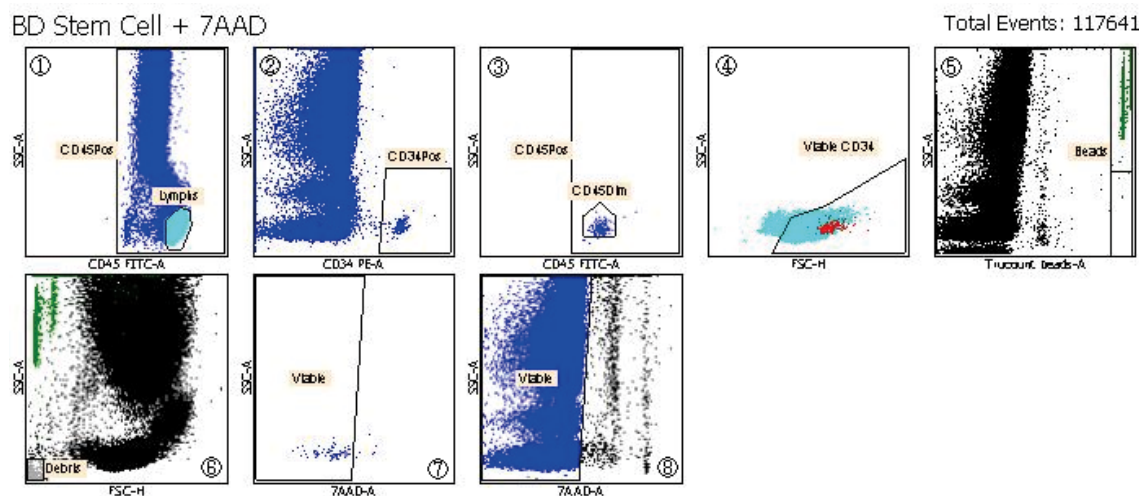 BD Stem Cell + 7AAD
Total Events: 117641
①
SSC-A
CD45Pos
Lymphs
CD45 FITC-A
②
SSC-A
CD34Pos
CD34 PE-A
③
SSC-A
CD45Pos
CD45Dim
CD45 FITC-A
④
SSC-A
Viable CD34
FSC-H
⑤
SSC-A
Beads
Trucount beads-A
SSC-A
Debris
⑥
FSC-H
SSC-A
Viable
⑦
7AAD-A
SSC-A
Viable
⑧
7AAD-A